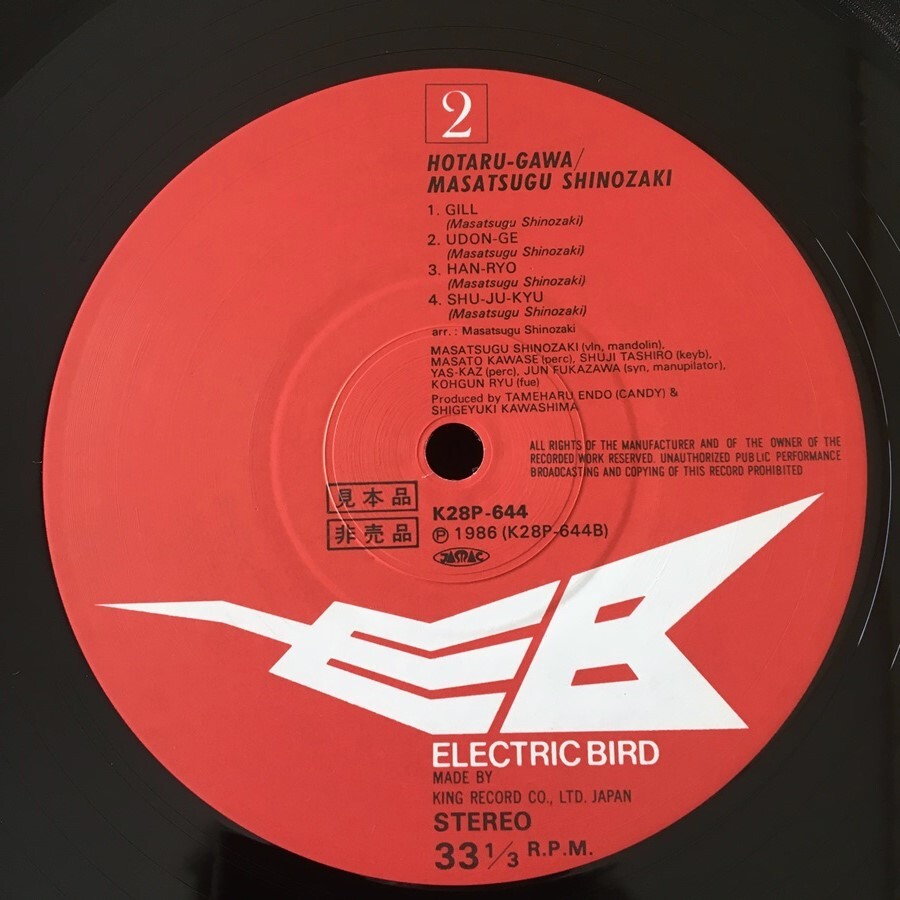 2
HOTARU-GAWA/
MASATSUGU SHINOZAKI
1. GILL
(Masatsugu Shinozaki)
2. UDON-GE
(Masatsugu Shinozaki)
3. HAN-RYO
(Masatsugu Shinozaki)
4. SHU-JU-KYU
(Masatsugu Shinozaki)
arr. : Masatsugu Shinozaki
MASATSUGU SHINOZAKI (vln, mandolin),
MASATO KAWASE (perc), SHUJI TASHIRO (keyb),
YAS-KAZ (perc), JUN FUKAZAWA (syn, manupilator),
KOHGUN RYU (fue)
Produced by TAMEHARU ENDO (CANDY) &
SHIGEYUKI KAWASHIMA
ALL RIGHTS OF THE MANUFACTURER AND OF THE OWNER OF THE
RECORDED WORK RESERVED. UNAUTHORIZED PUBLIC PERFORMANCE
BROADCASTING AND COPYING OF THIS RECORD PROHIBITED
見本品
非売品
K28P-644
Ⓟ 1986 (K28P-644B)
JASRAC
EB
ELECTRIC BIRD
MADE BY
KING RECORD CO., LTD. JAPAN
STEREO
33 1/3 R.P.M.